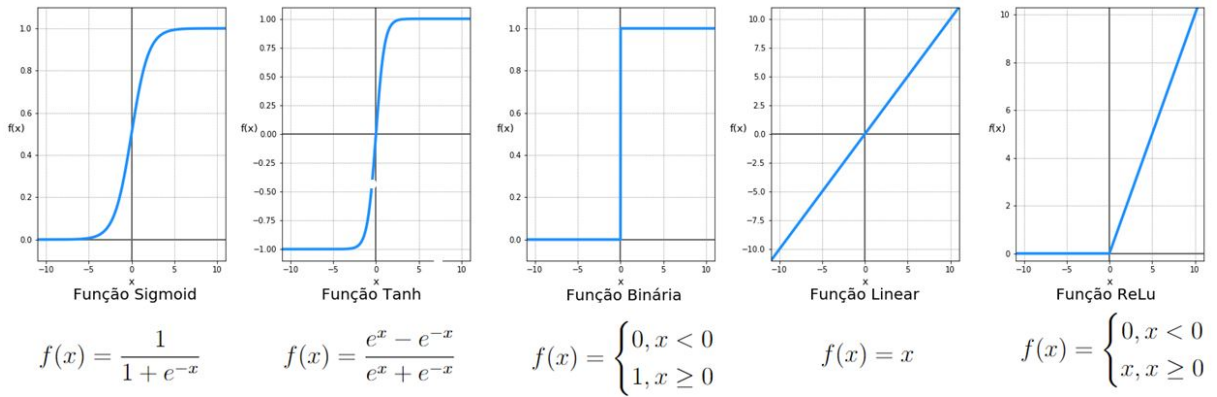 1.0
0.8
0.6
f(x)
0.4
0.2
0.0
−10 −5 0 5 10
x
Função Sigmoid
f(x) = 1 / (1 + e^{-x})
1.00
0.75
0.50
0.25
f(x) 0.00
−0.25
−0.50
−0.75
−1.00
−10 −5 0 5 10
x
Função Tanh
f(x) = (e^x − e^{-x}) / (e^x + e^{-x})
1.0
0.8
0.6
f(x)
0.4
0.2
0.0
−10 −5 0 5 10
x
Função Binária
f(x) = { 0, x < 0
1, x ≥ 0
10.0
7.5
5.0
2.5
f(x) 0.0
−2.5
−5.0
−7.5
−10.0
−10 −5 0 5 10
x
Função Linear
f(x) = x
10
8
6
f(x)
4
2
0
−10 −5 0 5 10
x
Função ReLu
f(x) = { 0, x < 0
x, x ≥ 0